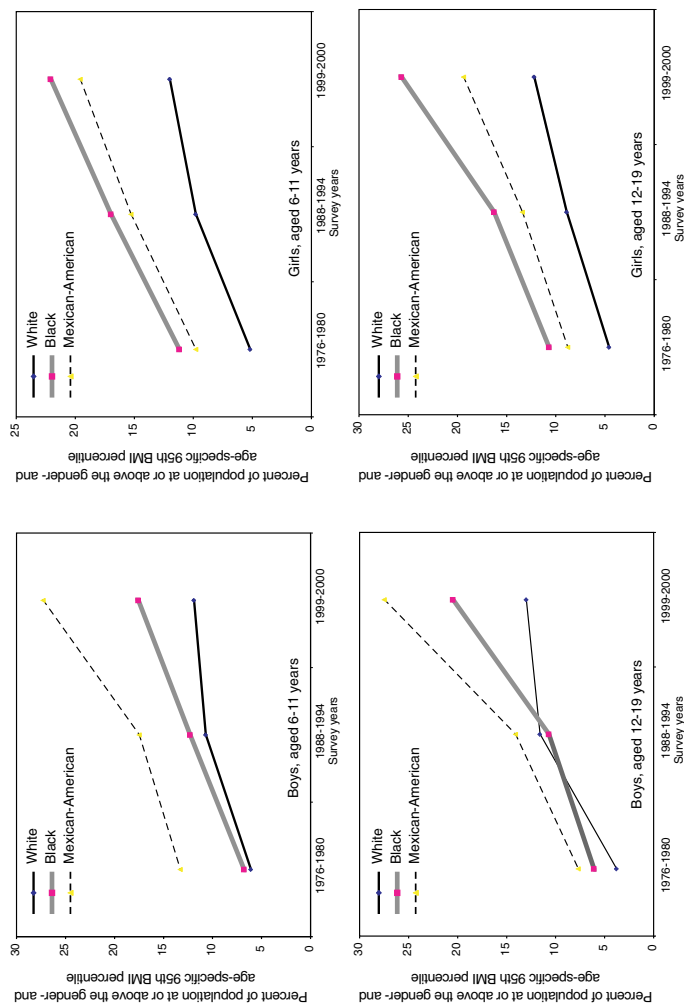 Percent of population at or above the gender- and
age-specific 95th BMI percentile
30
25
20
15
10
5
0
White
Black
Mexican-American
Boys, aged 6-11 years
1976-1980
1988-1994
1999-2000
Survey years
Percent of population at or above the gender- and
age-specific 95th BMI percentile
25
20
15
10
5
0
White
Black
Mexican-American
Girls, aged 6-11 years
1976-1980
1988-1994
1999-2000
Survey years
Percent of population at or above the gender- and
age-specific 95th BMI percentile
30
25
20
15
10
5
0
White
Black
Mexican-American
Boys, aged 12-19 years
1976-1980
1988-1994
1999-2000
Survey years
Percent of population at or above the gender- and
age-specific 95th BMI percentile
30
25
20
15
10
5
0
White
Black
Mexican-American
Girls, aged 12-19 years
1976-1980
1988-1994
1999-2000
Survey years